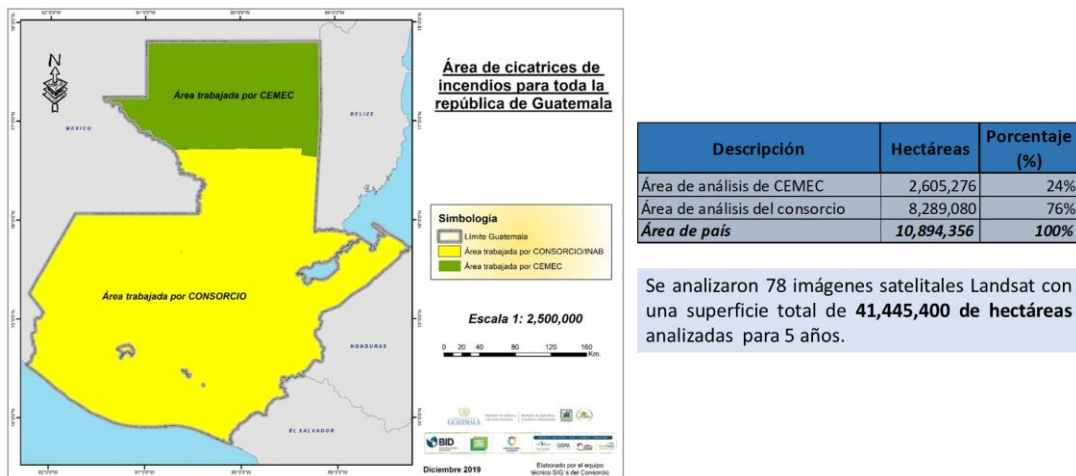 Área de cicatrices de
incendios para toda la
república de Guatemala
N
Área trabajada por CEMEC
MEXICO
BELIZE
Simbología
Límite Guatemala
Área trabajada por CONSORCIO/INAB
Área trabajada por CEMEC
Área trabajada por CONSORCIO
Escala 1: 2,500,000
0 20 40 80 120 160
Km.
HONDURAS
EL SALVADOR
GUATEMALA
BID
Diciembre 2019
Elaborado por el equipo
técnico SIG´s del Consorcio
Descripción Hectáreas Porcentaje
(%)
Área de análisis de CEMEC 2,605,276 24%
Área de análisis del consorcio 8,289,080 76%
Área de país 10,894,356 100%
Se analizaron 78 imágenes satelitales Landsat con
una superficie total de 41,445,400 de hectáreas
analizadas para 5 años.